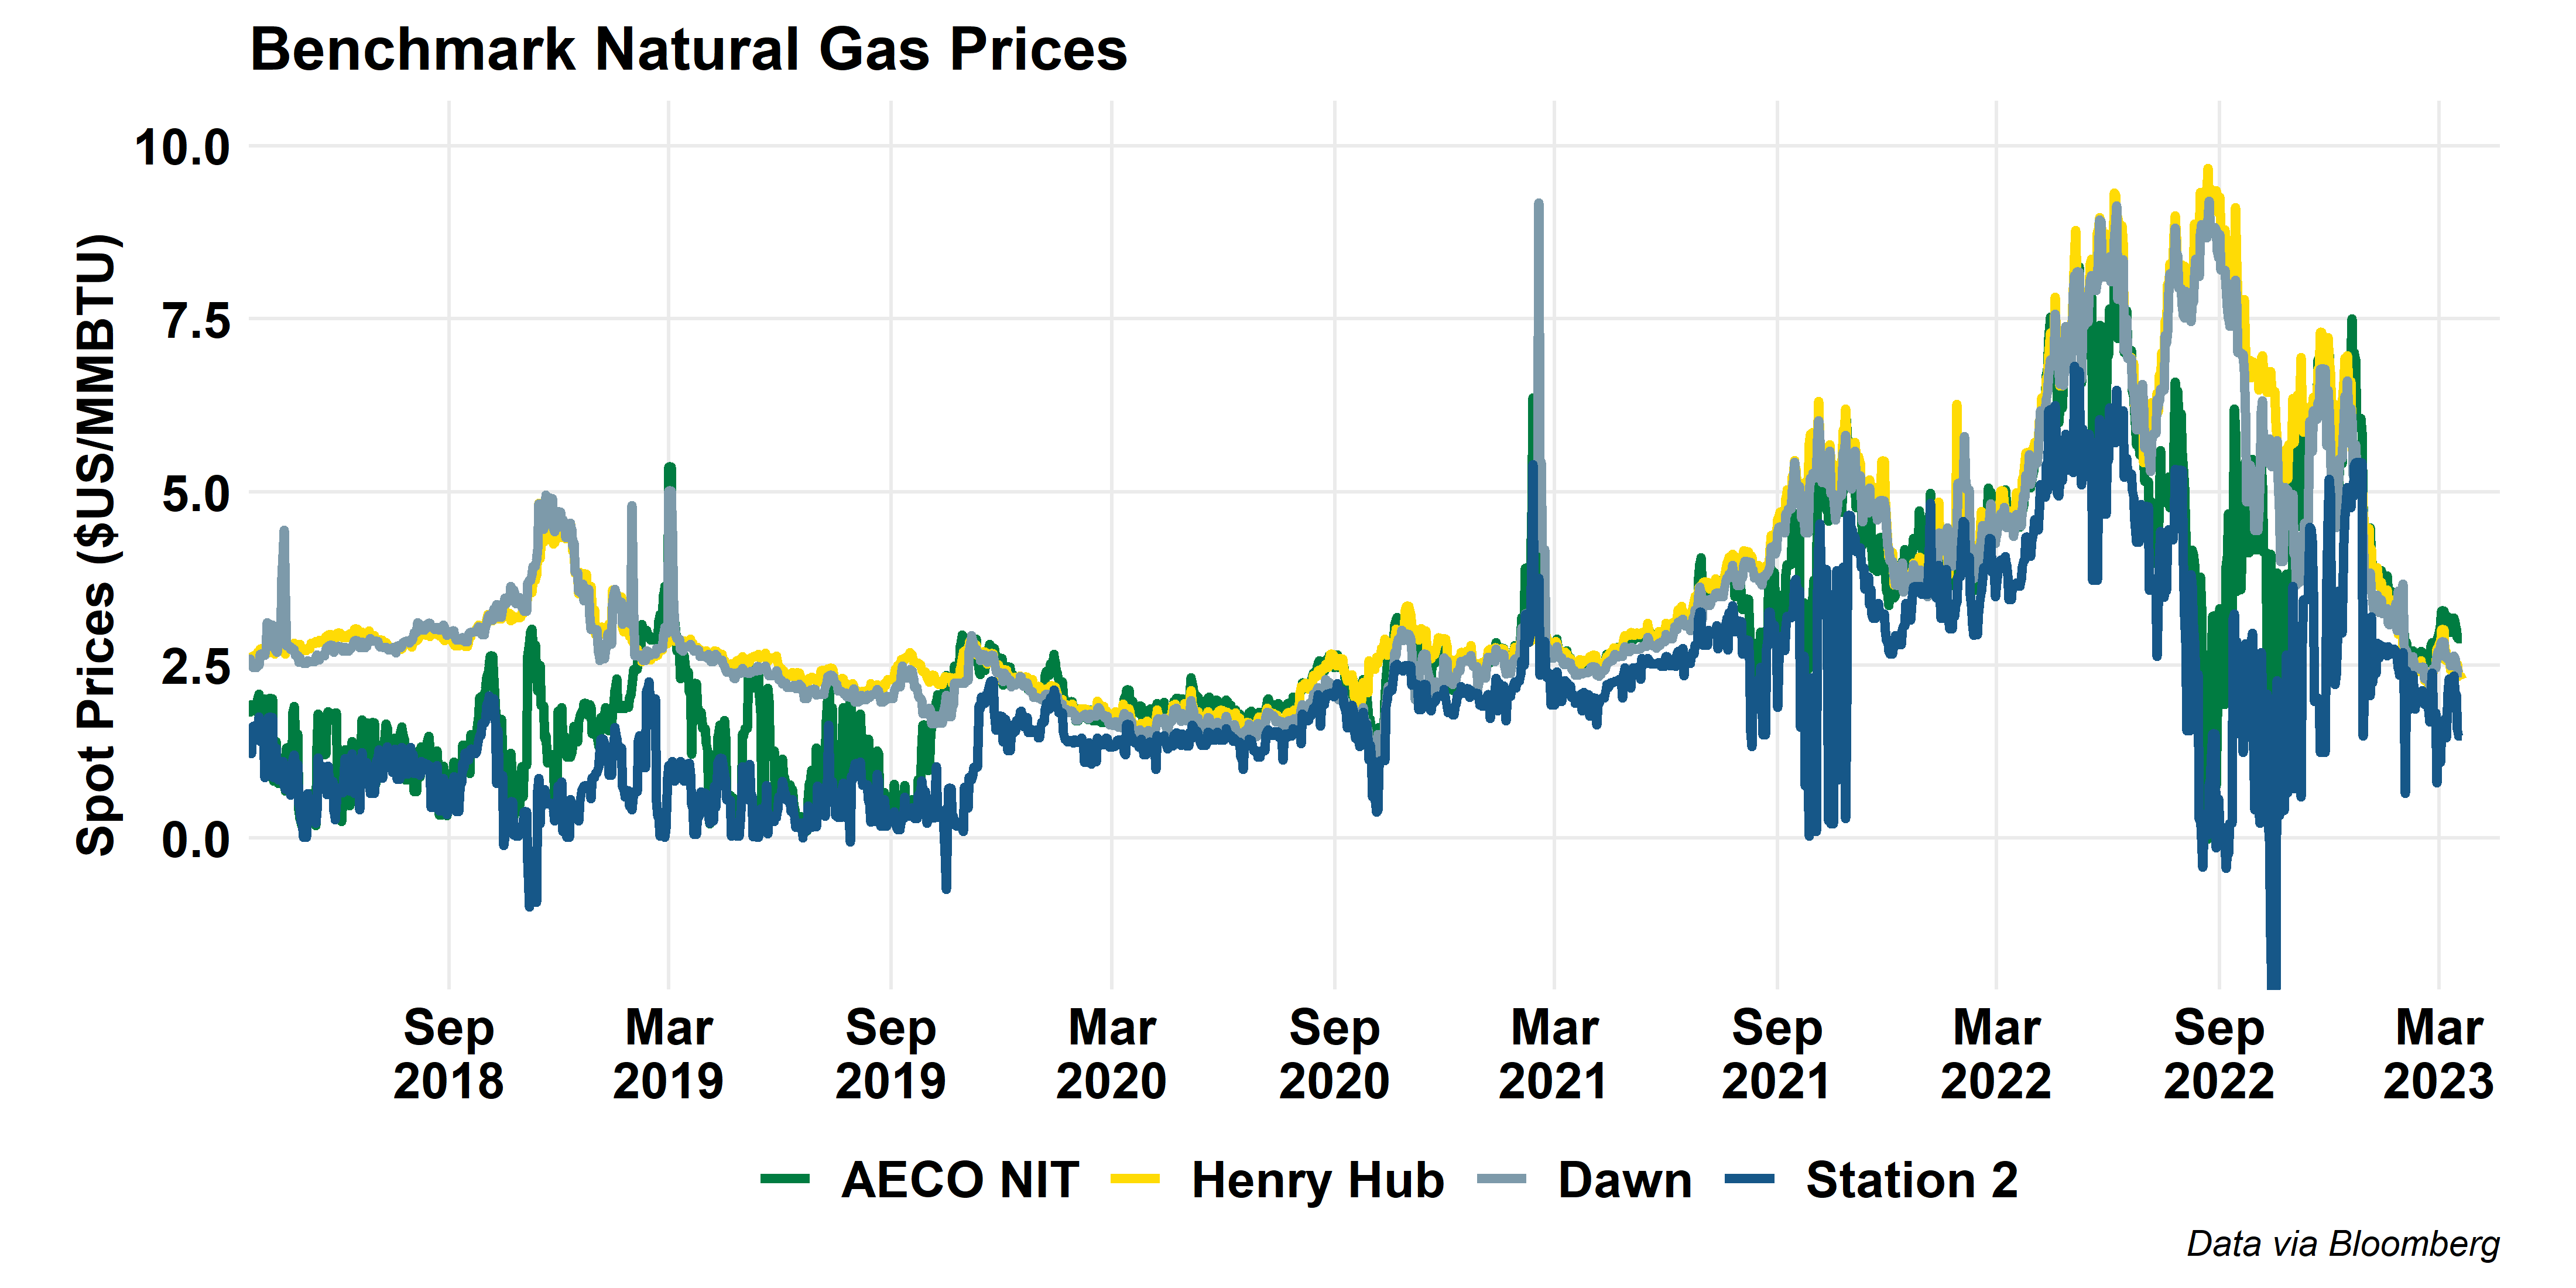 Benchmark Natural Gas Prices
Spot Prices ($US/MMBTU)
10.0
7.5
5.0
2.5
0.0
Sep Mar Sep Mar Sep Mar Sep Mar Sep Mar
2018 2019 2019 2020 2020 2021 2021 2022 2022 2023
AECO NIT Henry Hub Dawn Station 2
Data via Bloomberg